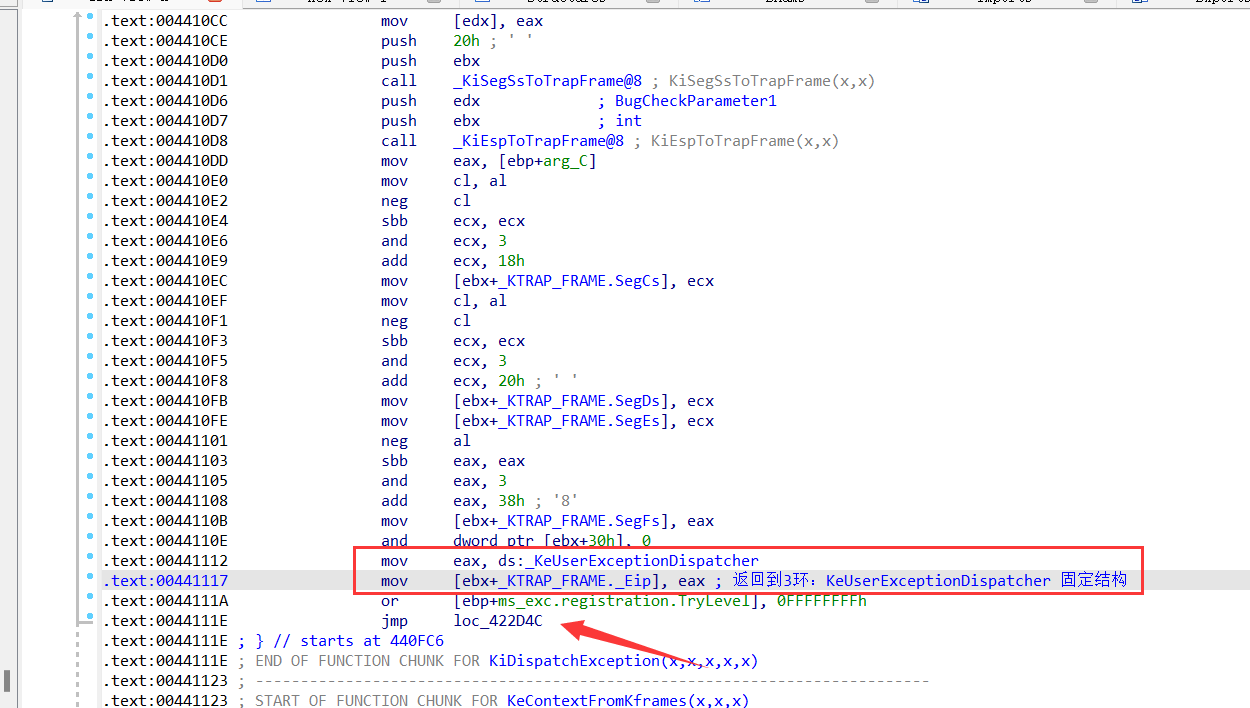 .text:004410CC mov [edx], eax
.text:004410CE push 20h ; ' '
.text:004410D0 push ebx
.text:004410D1 call _KiSegSsToTrapFrame@8 ; KiSegSsToTrapFrame(x,x)
.text:004410D6 push edx ; BugCheckParameter1
.text:004410D7 push ebx ; int
.text:004410D8 call _KiEspToTrapFrame@8 ; KiEspToTrapFrame(x,x)
.text:004410DD mov eax, [ebp+arg_C]
.text:004410E0 mov cl, al
.text:004410E2 neg cl
.text:004410E4 sbb ecx, ecx
.text:004410E6 and ecx, 3
.text:004410E9 add ecx, 18h
.text:004410EC mov [ebx+_KTRAP_FRAME.SegCs], ecx
.text:004410EF mov cl, al
.text:004410F1 neg cl
.text:004410F3 sbb ecx, ecx
.text:004410F5 and ecx, 3
.text:004410F8 add ecx, 20h ; ' '
.text:004410FB mov [ebx+_KTRAP_FRAME.SegDs], ecx
.text:004410FE mov [ebx+_KTRAP_FRAME.SegEs], ecx
.text:00441101 neg al
.text:00441103 sbb eax, eax
.text:00441105 and eax, 3
.text:00441108 add eax, 38h ; '8'
.text:0044110B mov [ebx+_KTRAP_FRAME.SegFs], eax
.text:0044110E and dword ptr [ebx+30h], 0
.text:00441112 mov eax, ds:_KeUserExceptionDispatcher
.text:00441117 mov [ebx+_KTRAP_FRAME._Eip], eax ; 返回到3环：KeUserExceptionDispatcher 固定结构
.text:0044111A or [ebp+ms_exc.registration.TryLevel], 0FFFFFFFFh
.text:0044111E jmp loc_422D4C
.text:0044111E ; } // starts at 440FC6
.text:0044111E ; END OF FUNCTION CHUNK FOR KiDispatchException(x,x,x,x,x)
.text:00441123 ; ---------------------------------------------------------------------------
.text:00441123 ; START OF FUNCTION CHUNK FOR KeContextFromKframes(x,x,x)